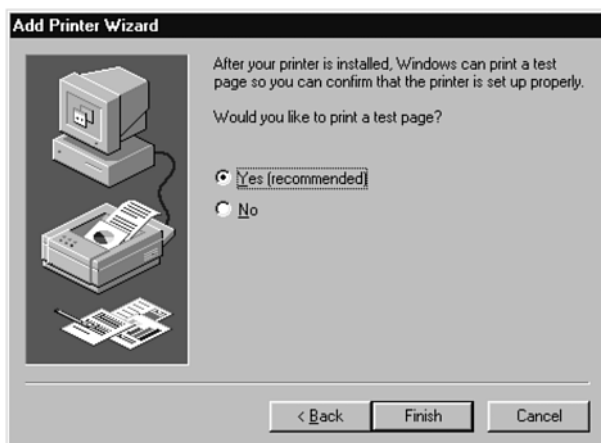 Add Printer Wizard
After your printer is installed, Windows can print a test
page so you can confirm that the printer is set up properly.
Would you like to print a test page?
Yes (recommended)
No
< Back
Finish
Cancel